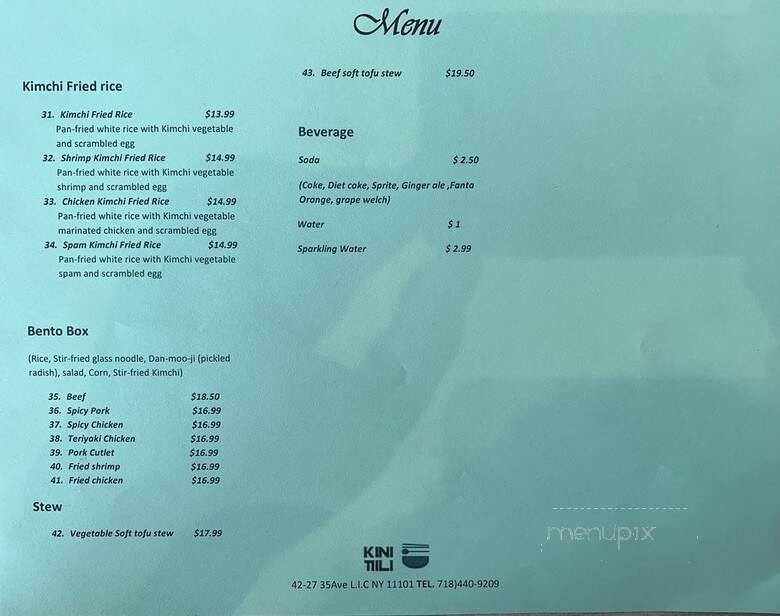 Menu
Kimchi Fried rice
31. Kimchi Fried Rice $13.99
Pan-fried white rice with Kimchi vegetable
and scrambled egg
32. Shrimp Kimchi Fried Rice $14.99
Pan-fried white rice with Kimchi vegetable
shrimp and scrambled egg
33. Chicken Kimchi Fried Rice $14.99
Pan-fried white rice with Kimchi vegetable
marinated chicken and scrambled egg
34. Spam Kimchi Fried Rice $14.99
Pan-fried white rice with Kimchi vegetable
spam and scrambled egg
Bento Box
(Rice, Stir-fried glass noodle, Dan-moo-ji (pickled
radish), salad, Corn, Stir-fried Kimchi)
35. Beef $18.50
36. Spicy Pork $16.99
37. Spicy Chicken $16.99
38. Teriyaki Chicken $16.99
39. Pork Cutlet $16.99
40. Fried shrimp $16.99
41. Fried chicken $16.99
Stew
42. Vegetable Soft tofu stew $17.99
43. Beef soft tofu stew $19.50
Beverage
Soda $ 2.50
(Coke, Diet coke, Sprite, Ginger ale ,Fanta
Orange, grape welch)
Water $ 1
Sparkling Water $ 2.99
KINI
TIILI
42-27 35Ave L.I.C NY 11101 TEL. 718)440-9209
menupix